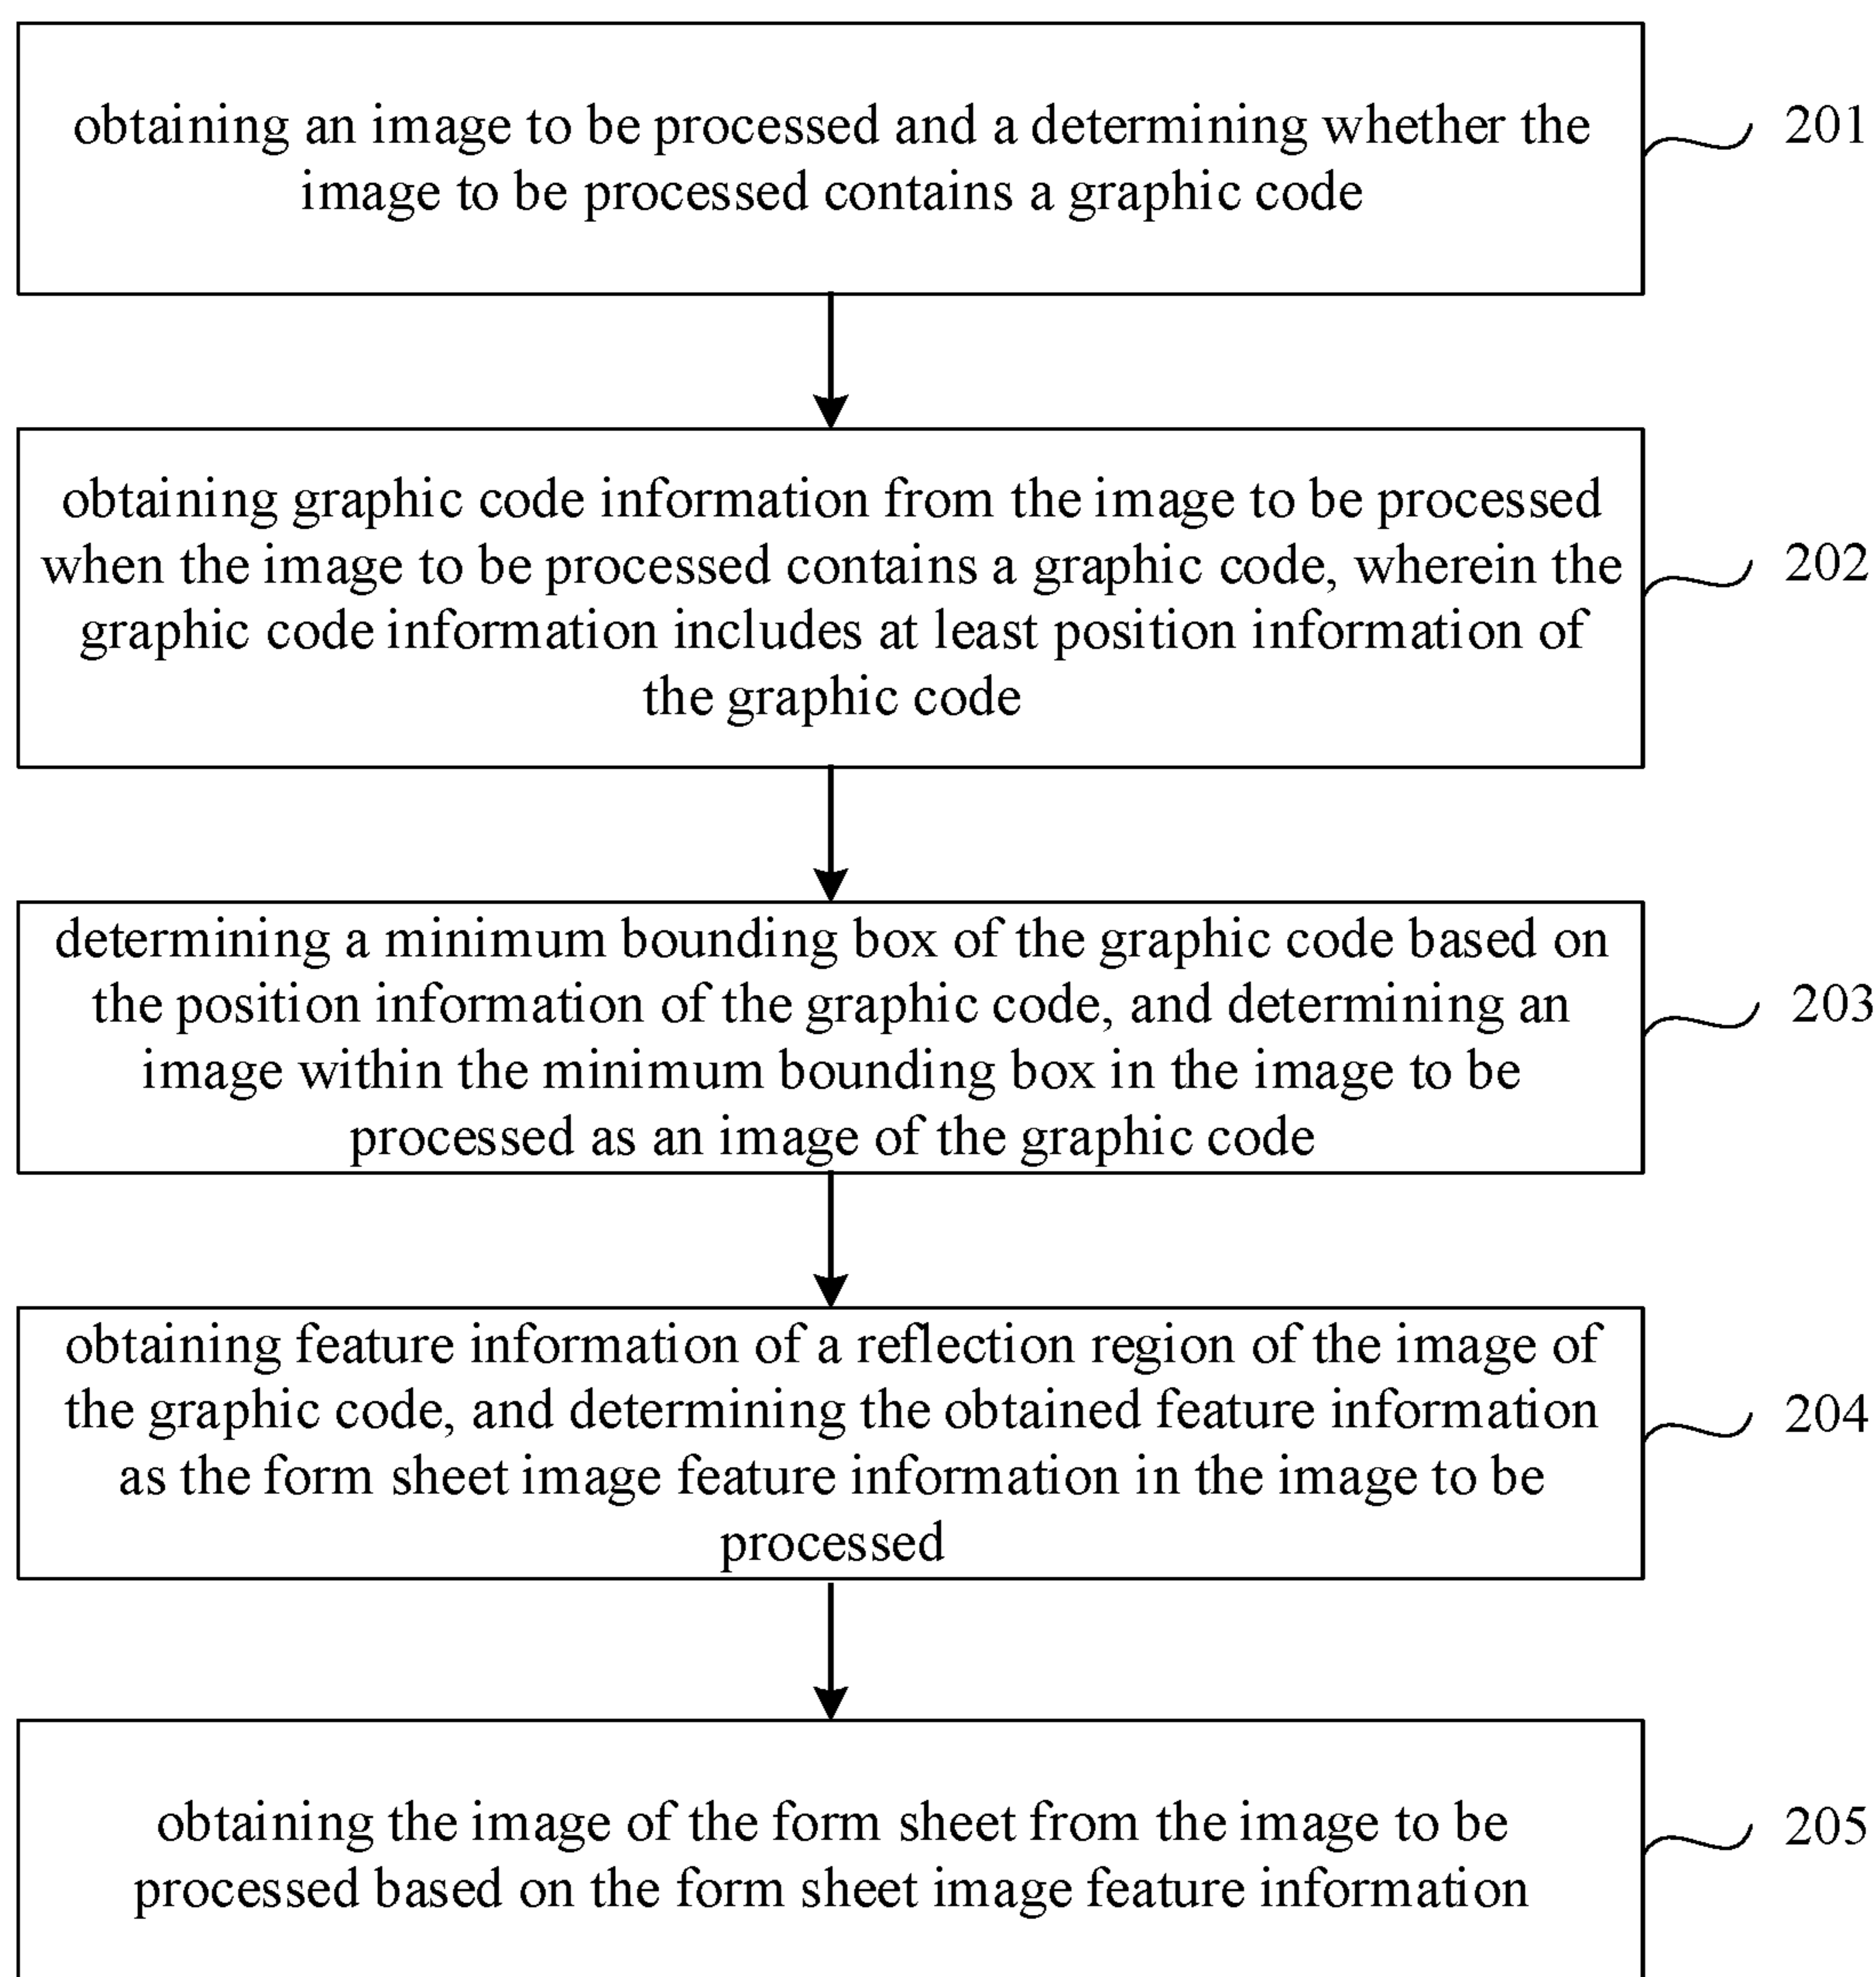 obtaining an image to be processed and a determining whether the
image to be processed contains a graphic code
201
obtaining graphic code information from the image to be processed
when the image to be processed contains a graphic code, wherein the
graphic code information includes at least position information of
the graphic code
202
determining a minimum bounding box of the graphic code based on
the position information of the graphic code, and determining an
image within the minimum bounding box in the image to be
processed as an image of the graphic code
203
obtaining feature information of a reflection region of the image of
the graphic code, and determining the obtained feature information
as the form sheet image feature information in the image to be
processed
204
obtaining the image of the form sheet from the image to be
processed based on the form sheet image feature information
205